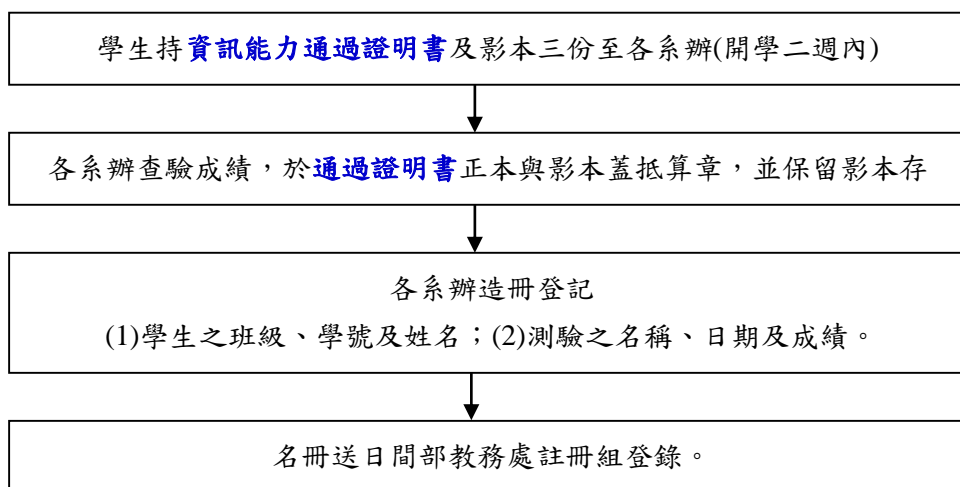 學生持資訊能力通過證明書及影本三份至各系辦(開學二週內)
各系辦查驗成績，於通過證明書正本與影本蓋抵算章，並保留影本存
各系辦造冊登記
(1)學生之班級、學號及姓名；(2)測驗之名稱、日期及成績。
名冊送日間部教務處註冊組登錄。